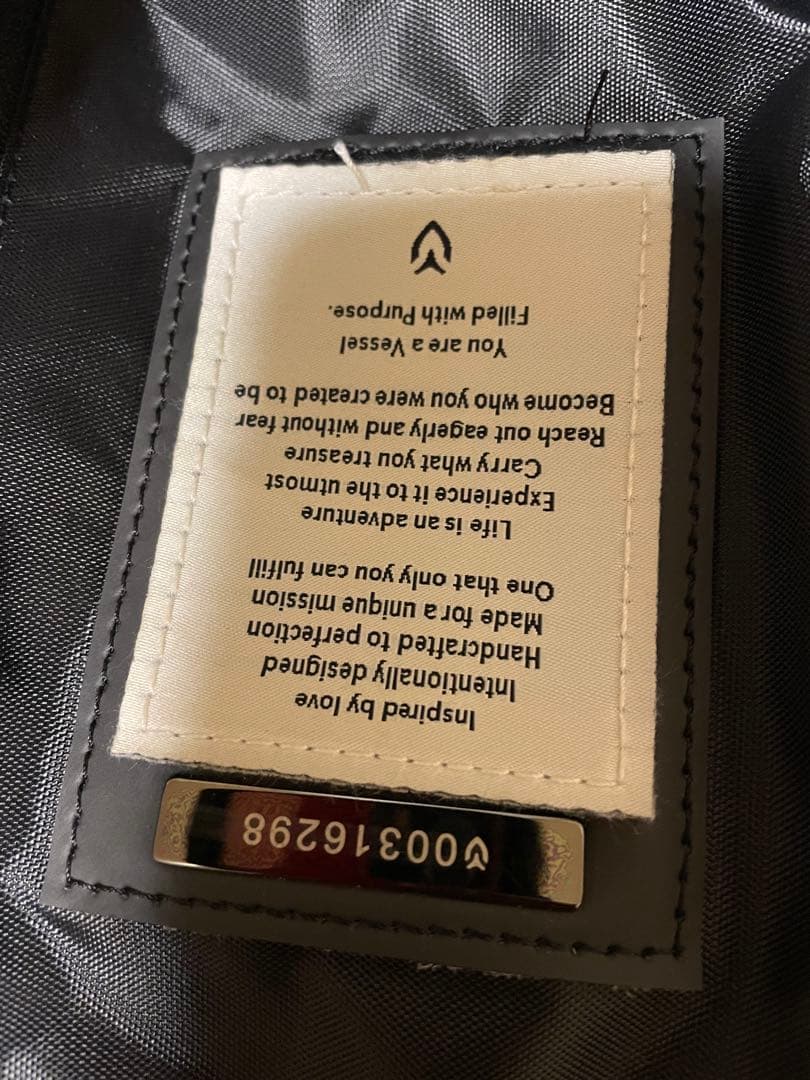 00316298
Inspired by love
Intentionally designed
Handcrafted to perfection
Made for a unique mission
One that only you can fulfill
Life is an adventure
Experience it to the utmost
Carry what you treasure
Reach out eagerly and without fear
Become who you were created to be
You are a Vessel
Filled with Purpose.